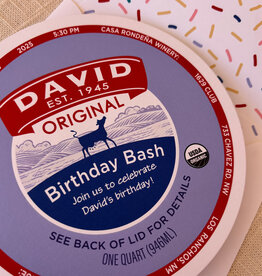 2025
5:30 PM
CASA RONDEÑA WINERY:
1629 CLUB
733 CHAVEZ RD. NW
LOS RANCHOS, NM
DAVID
EST. 1945
ORIGINAL
Birthday Bash
Join us to celebrate
David's birthday!
USDA
ORGANIC
SEE BACK OF LID FOR DETAILS
ONE QUART (946ML)